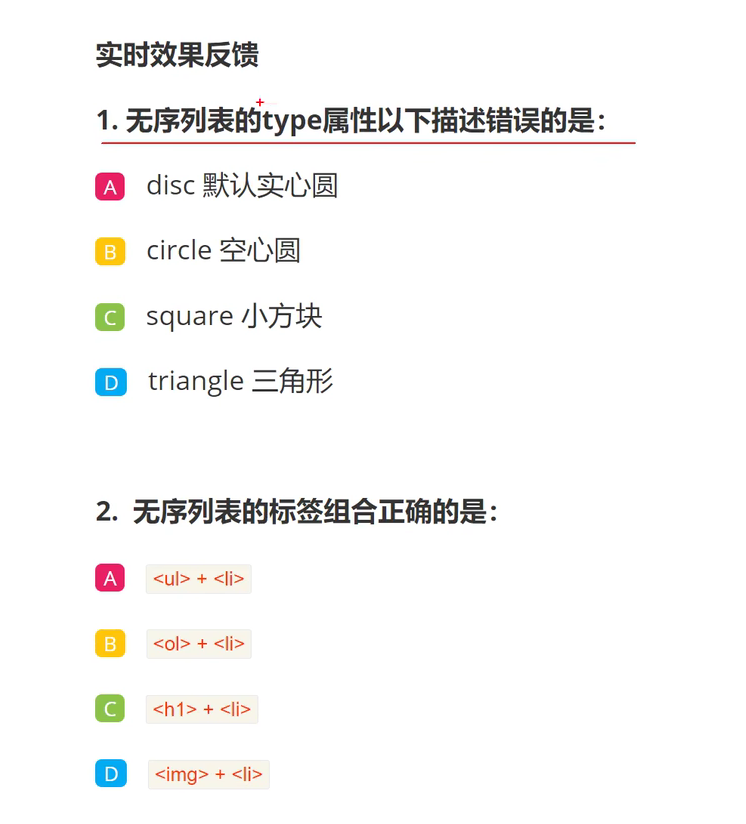 实时效果反馈
1. 无序列表的type属性以下描述错误的是：
A disc 默认实心圆
B circle 空心圆
C square 小方块
D triangle 三角形
2. 无序列表的标签组合正确的是：
A <ul> + <li>
B <ol> + <li>
C <h1> + <li>
D <img> + <li>